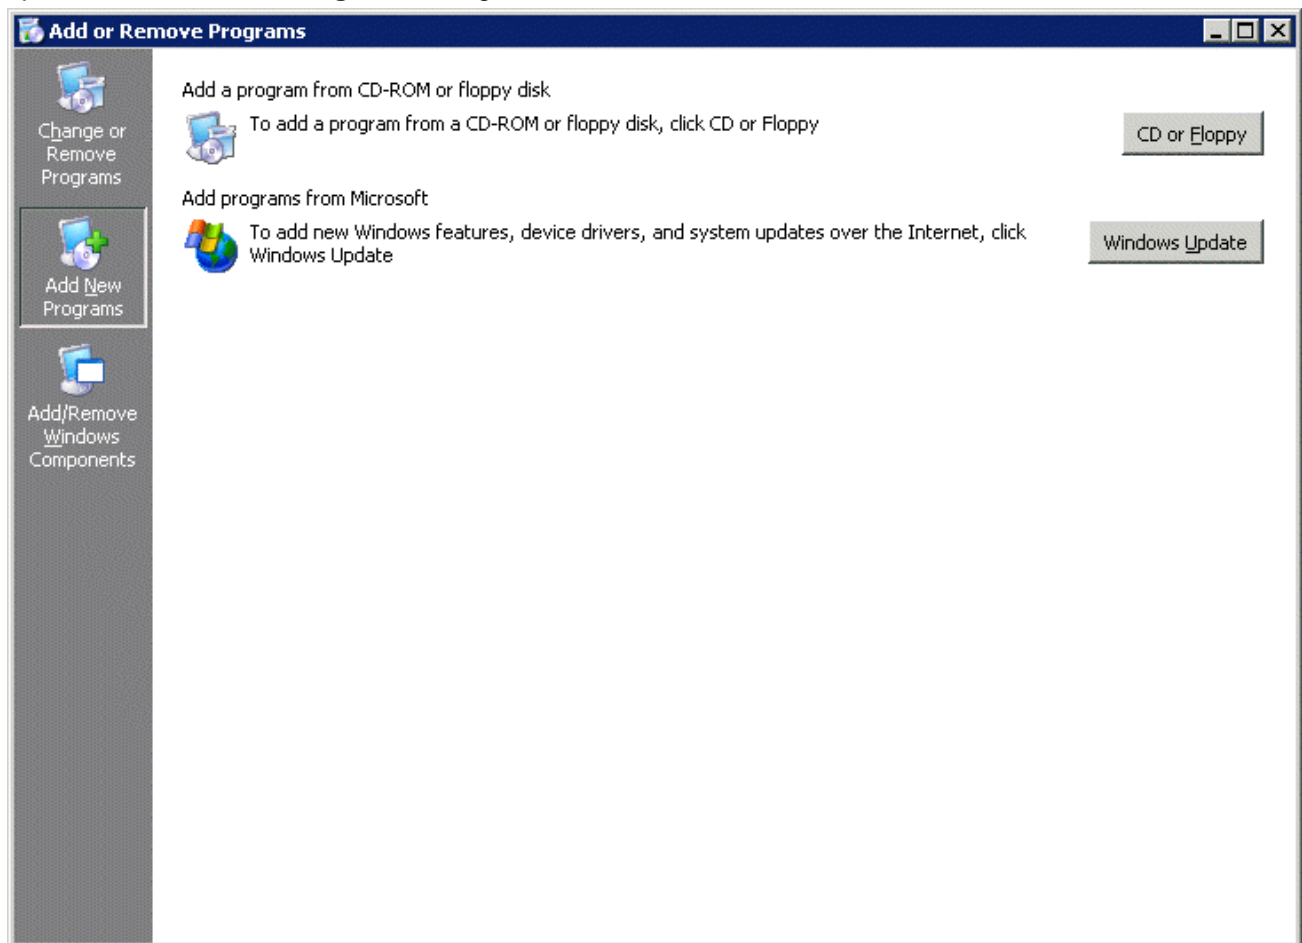 Add or Remove Programs
Change or
Remove
Programs
Add New
Programs
Add/Remove
Windows
Components
Add a program from CD-ROM or floppy disk
To add a program from a CD-ROM or floppy disk, click CD or Floppy
CD or Floppy
Add programs from Microsoft
To add new Windows features, device drivers, and system updates over the Internet, click
Windows Update
Windows Update